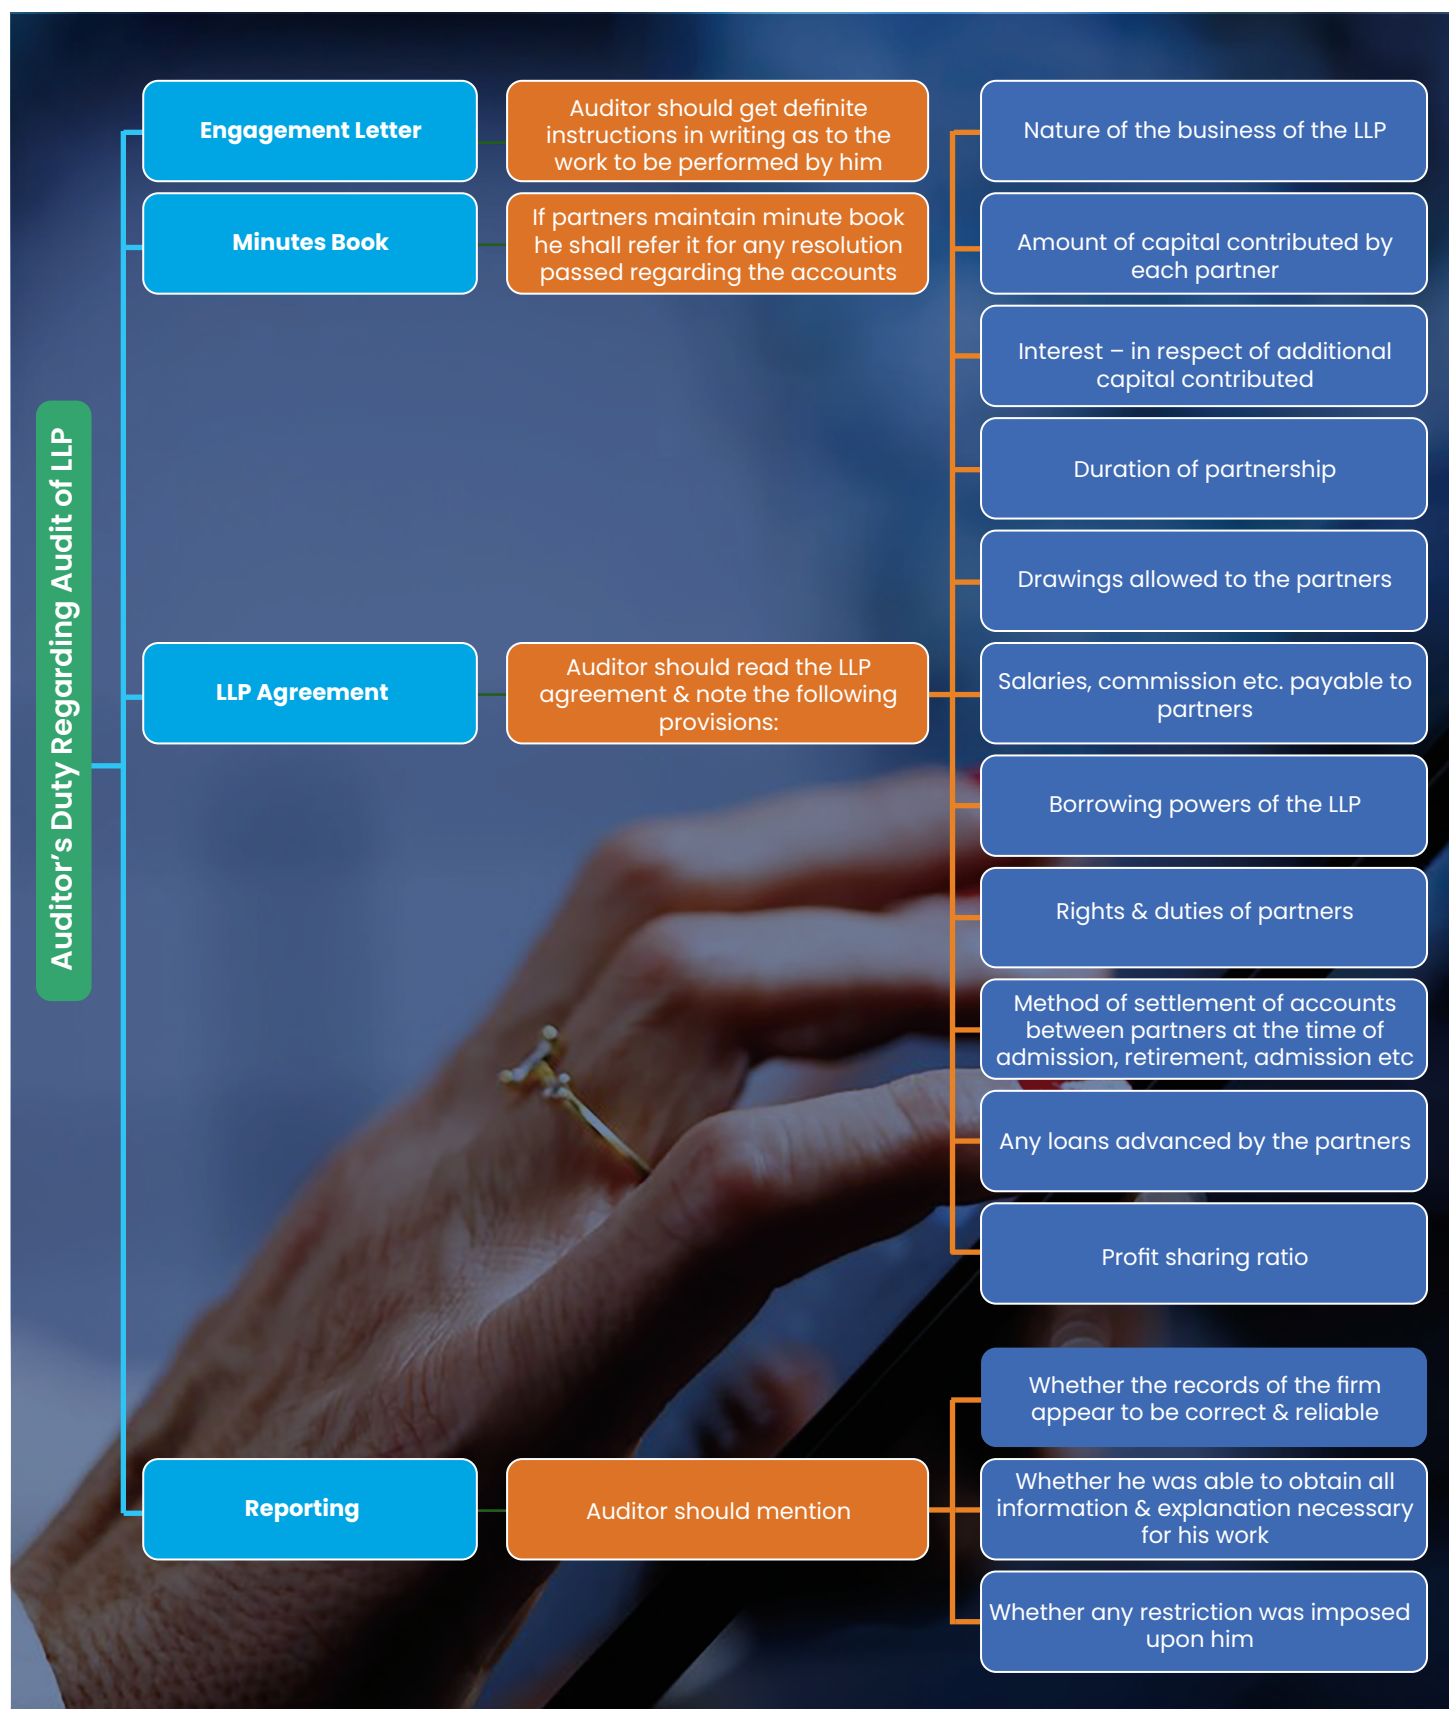 Auditor's Duty Regarding Audit of LLP
Engagement Letter
Auditor should get definite
instructions in writing as to the
work to be performed by him
Minutes Book
If partners maintain minute book
he shall refer it for any resolution
passed regarding the accounts
LLP Agreement
Auditor should read the LLP
agreement & note the following
provisions:
Nature of the business of the LLP
Amount of capital contributed by
each partner
Interest – in respect of additional
capital contributed
Duration of partnership
Drawings allowed to the partners
Salaries, commission etc. payable to
partners
Borrowing powers of the LLP
Rights & duties of partners
Method of settlement of accounts
between partners at the time of
admission, retirement, admission etc
Any loans advanced by the partners
Profit sharing ratio
Reporting
Auditor should mention
Whether the records of the firm
appear to be correct & reliable
Whether he was able to obtain all
information & explanation necessary
for his work
Whether any restriction was imposed
upon him